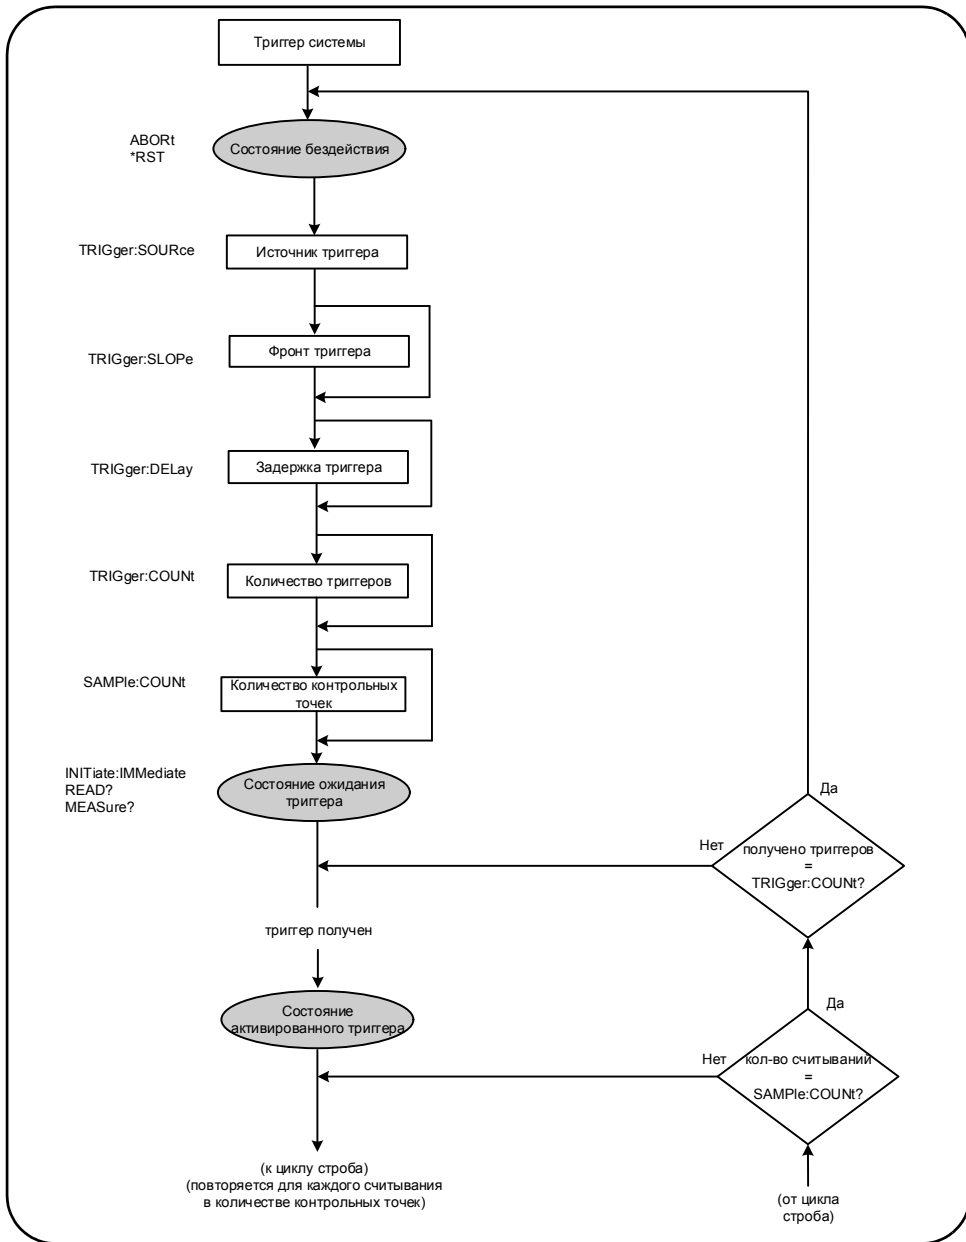 Триггер системы
ABORt
*RST
Состояние бездействия
TRIGger:SOURce
Источник триггера
TRIGger:SLOPe
Фронт триггера
TRIGger:DELay
Задержка триггера
TRIGger:COUNt
Количество триггеров
SAMPle:COUNt
Количество контрольных
точек
INITiate:IMMediate
READ?
MEASure?
Состояние ожидания
триггера
Да
Нет
получено триггеров
=
TRIGger:COUNt?
триггер получен
Состояние
активированного триггера
Да
Нет
кол-во считываний
=
SAMPle:COUNt?
(к циклу строба)
(повторяется для каждого считывания
в количестве контрольных точек)
(от цикла
строба)